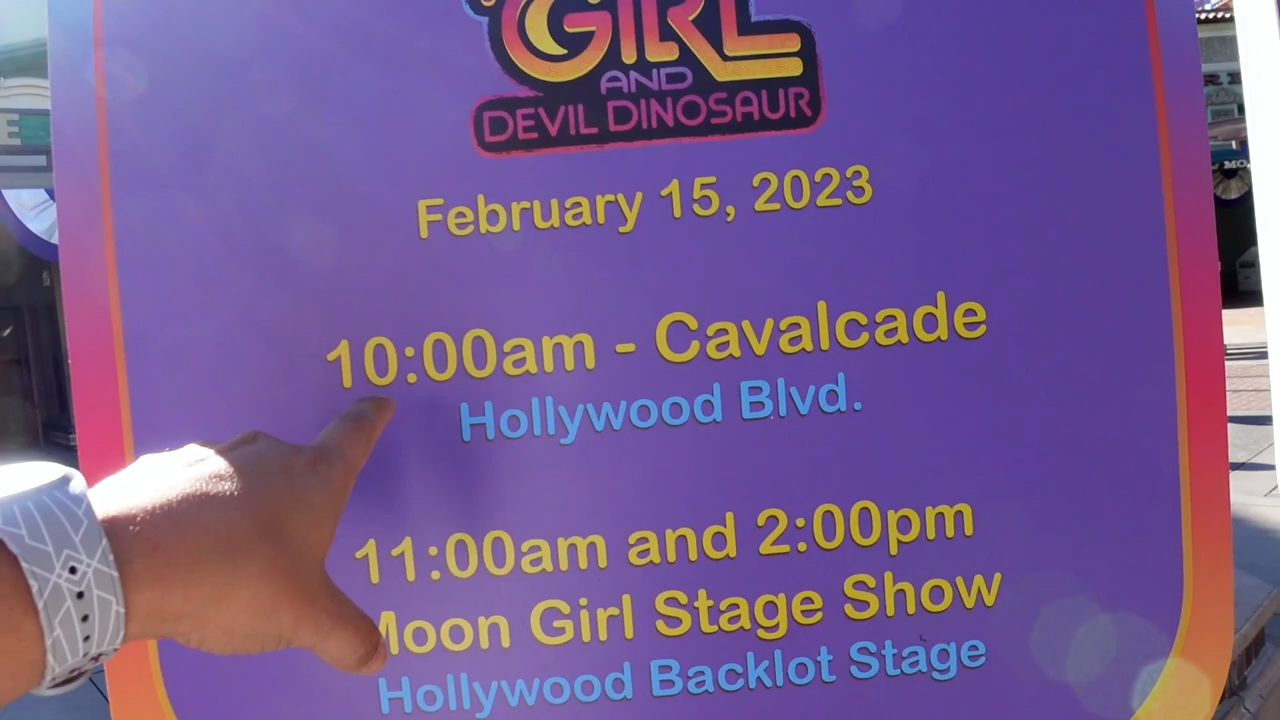 GIRL
AND
DEVIL DINOSAUR
February 15, 2023
10:00am - Cavalcade
Hollywood Blvd.
11:00am and 2:00pm
Moon Girl Stage Show
Hollywood Backlot Stage